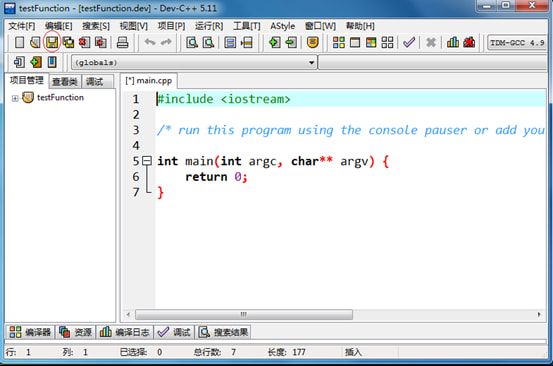 testFunction - [testFunction.dev] - Dev-C++ 5.11
文件[F] 编辑[E] 搜索[S] 视图[V] 项目[P] 运行[R] 工具[T] AStyle 窗口[W] 帮助[H]
TDM-GCC 4.9
(globals)
项目管理 查看类 调试
[*] main.cpp
testFunction
1 #include <iostream>
2
3 /* run this program using the console pauser or add you
4
5 int main(int argc, char** argv) {
6 return 0;
7 }
编译器 资源 编译日志 调试 搜索结果
行: 1 列: 1 已选择: 0 总行数: 7 长度: 177 插入